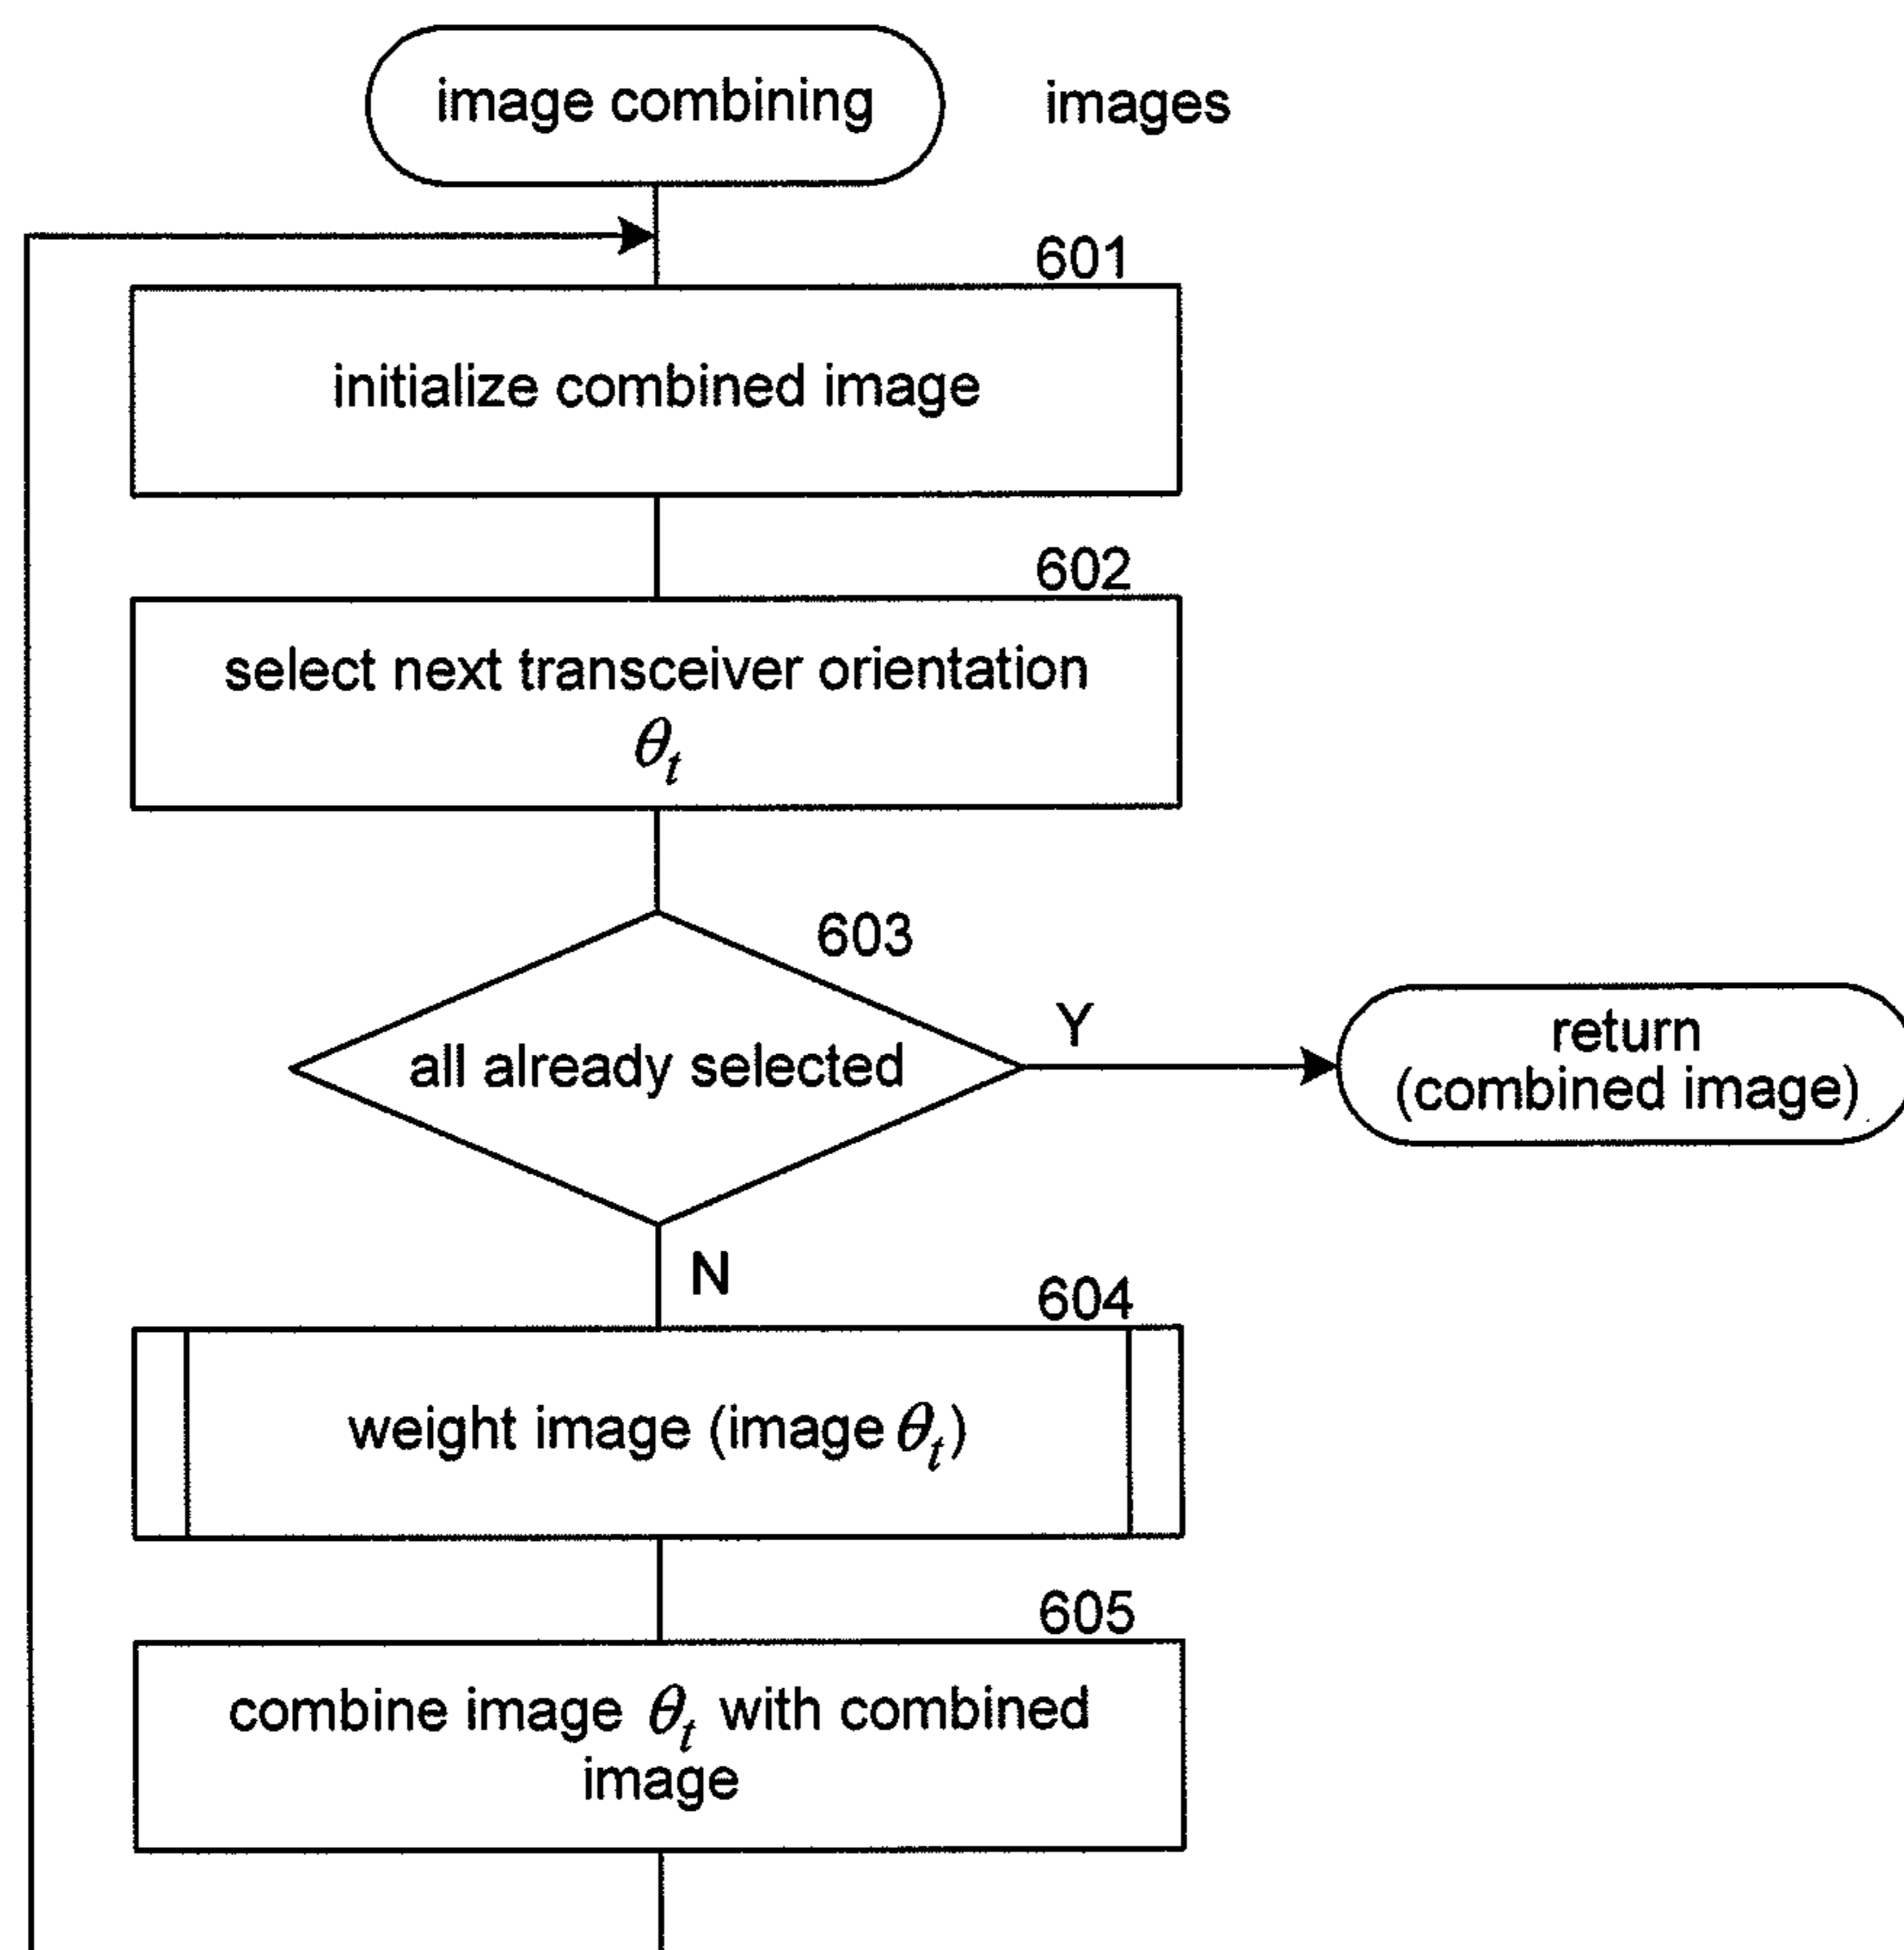 image combining
images
601
initialize combined image
602
select next transceiver orientation
θt
603
all already selected
Y
return
(combined image)
N
604
weight image (image θt)
605
combine image θt with combined
image